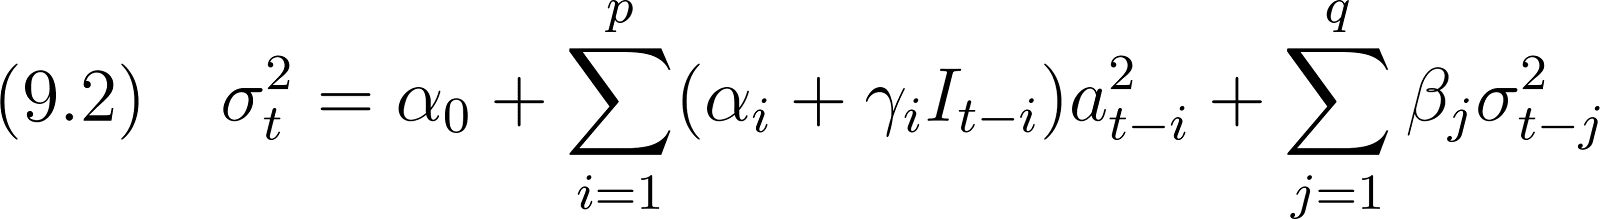 (9.2) σ_t^2 = α_0 + \sum_{i=1}^{p} (α_i + γ_i I_{t−i}) a_{t−i}^2 + \sum_{j=1}^{q} β_j σ_{t−j}^2